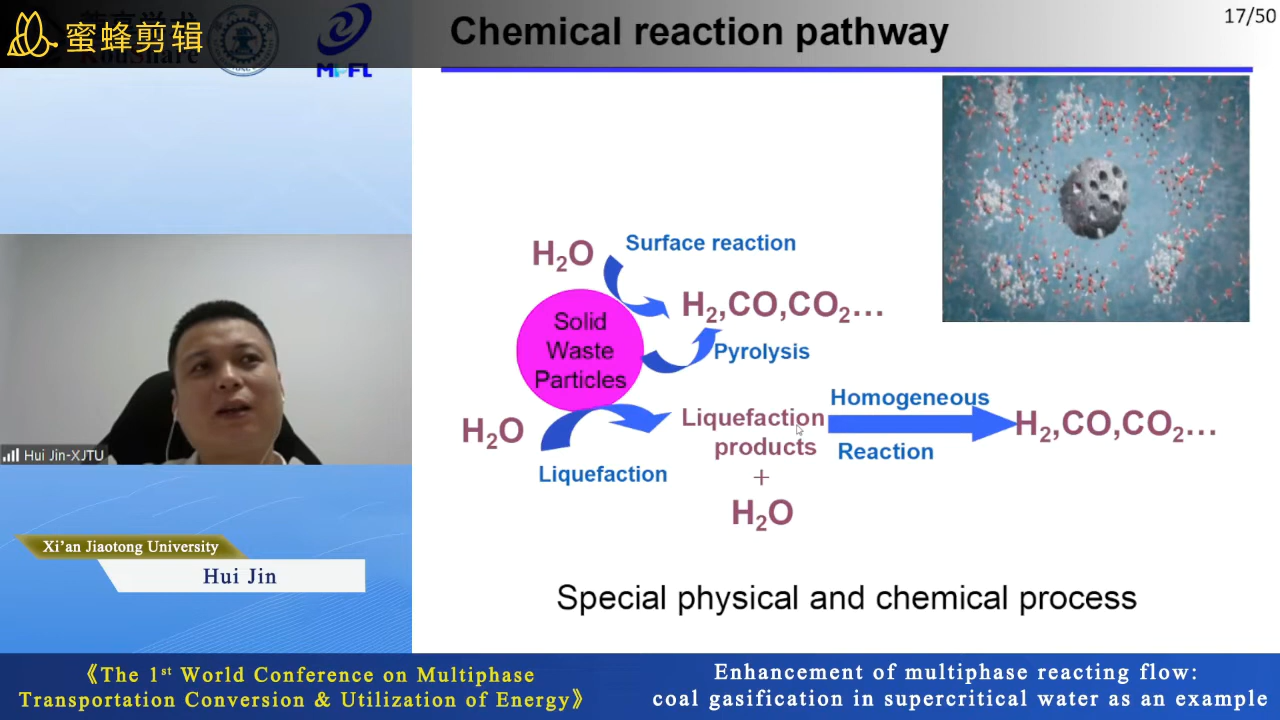 蜜蜂剪辑
Chemical reaction pathway
17/50
H₂O
Surface reaction
H₂,CO,CO₂…
Solid
Waste
Particles
Pyrolysis
H₂O
Liquefaction
Liquefaction
products
+
H₂O
Homogeneous
Reaction
H₂,CO,CO₂…
Special physical and chemical process
Hui Jin-XJTU
Xi’an Jiaotong University
Hui Jin
《The 1ˢᵗ World Conference on Multiphase
Transportation Conversion & Utilization of Energy》
Enhancement of multiphase reacting flow:
coal gasification in supercritical water as an example